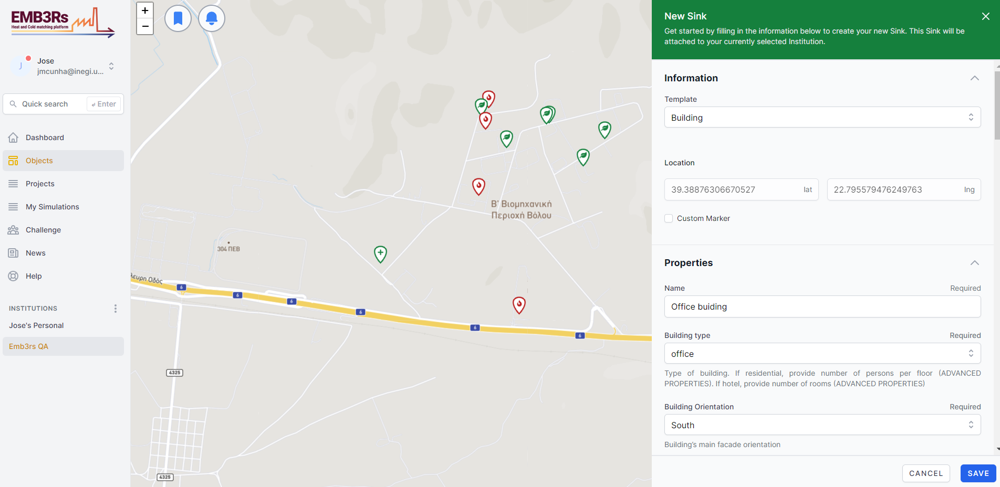 EMB3Rs
Heat and Cold matching platform
J
Jose
jmcunha@inegi.u...
Quick search
Enter
Dashboard
Objects
Projects
My Simulations
Challenge
News
Help
INSTITUTIONS
Jose's Personal
Emb3rs QA
+
−
Β' Βιομηχανική
Περιοχή Βόλου
304 ΠΕΒ
λευρη Οδός
6
6
6
6
6
6
4325
4325
New Sink
Get started by filling in the information below to create your new Sink. This Sink will be
attached to your currently selected Institution.
Information
Template
Building
Location
39.38876306670527 lat
22.795579476249763 lng
Custom Marker
Properties
Name Required
Office buiding
Building type Required
office
Type of building. If residential, provide number of persons per floor (ADVANCED
PROPERTIES). If hotel, provide number of rooms (ADVANCED PROPERTIES)
Building Orientation Required
South
Building's main facade orientation
CANCEL SAVE